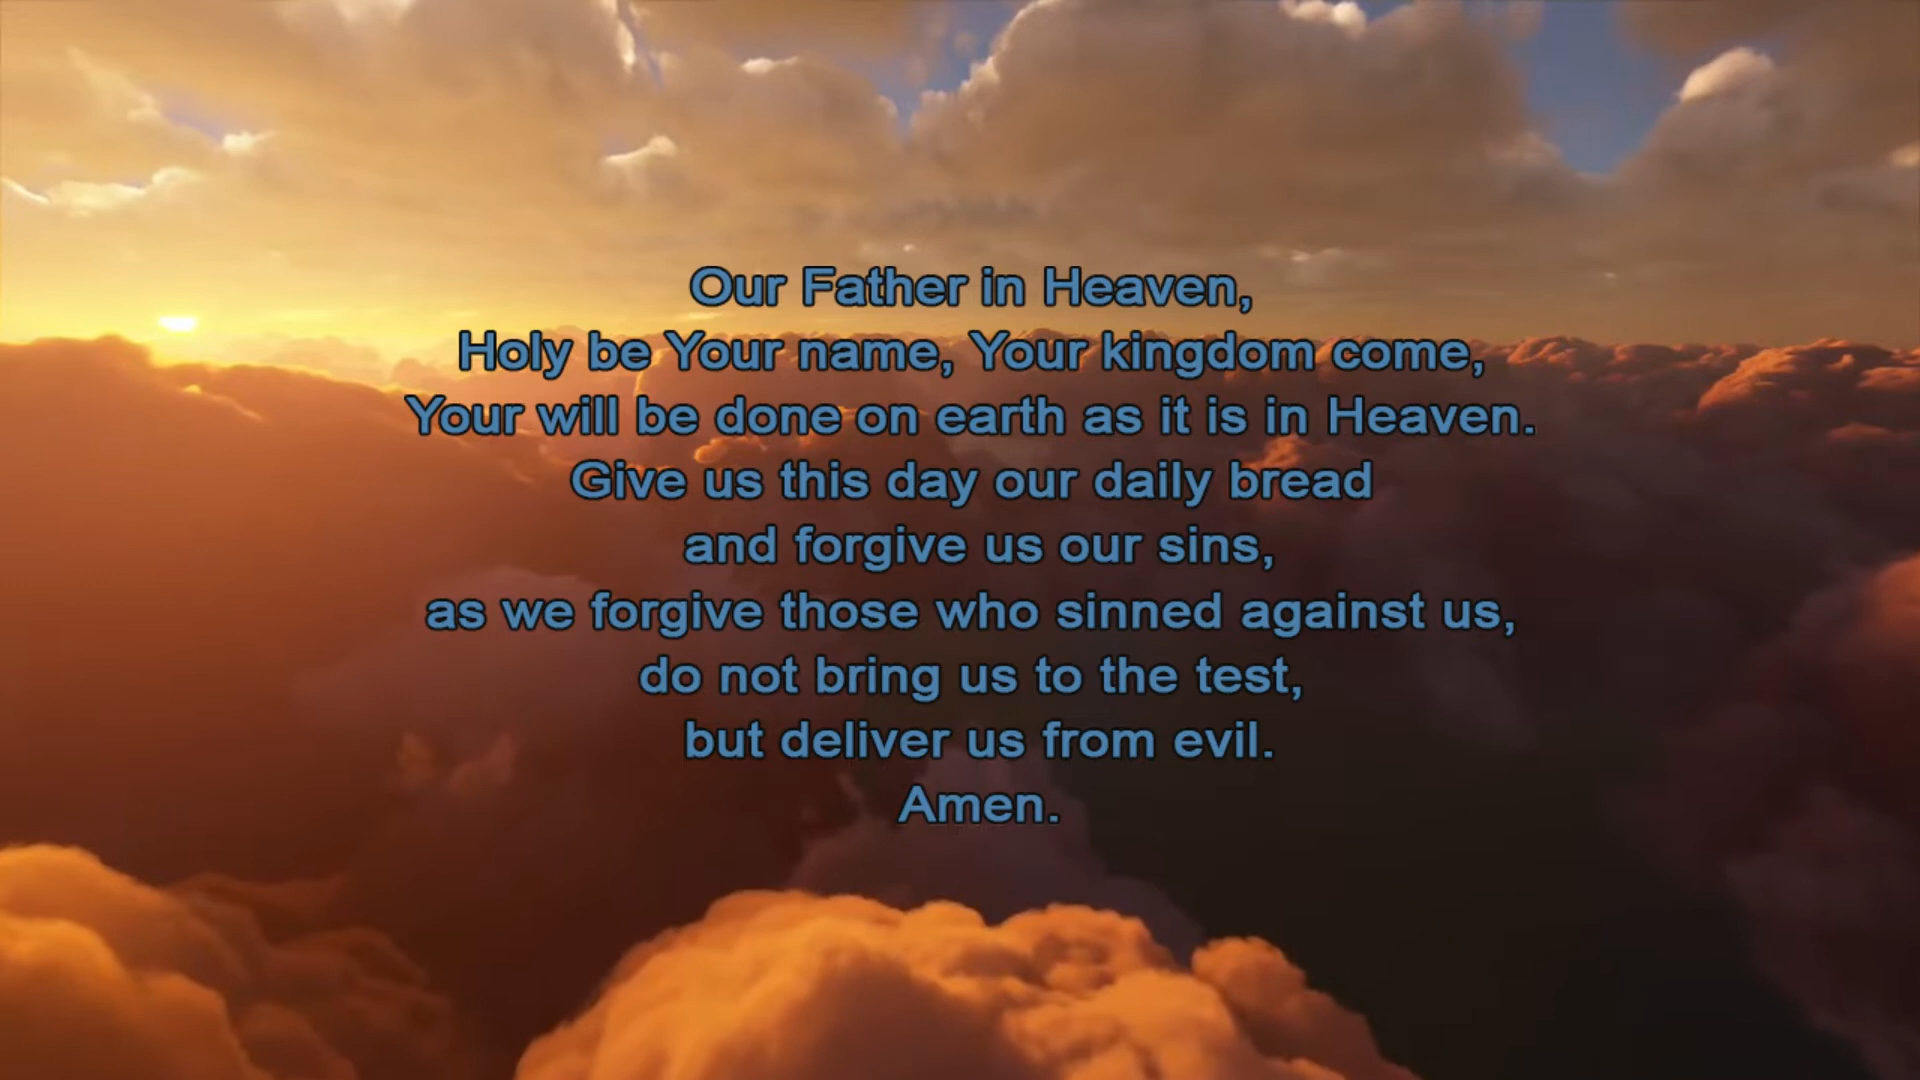 Our Father in Heaven,
Holy be Your name, Your kingdom come,
Your will be done on earth as it is in Heaven.
Give us this day our daily bread
and forgive us our sins,
as we forgive those who sinned against us,
do not bring us to the test,
but deliver us from evil.
Amen.